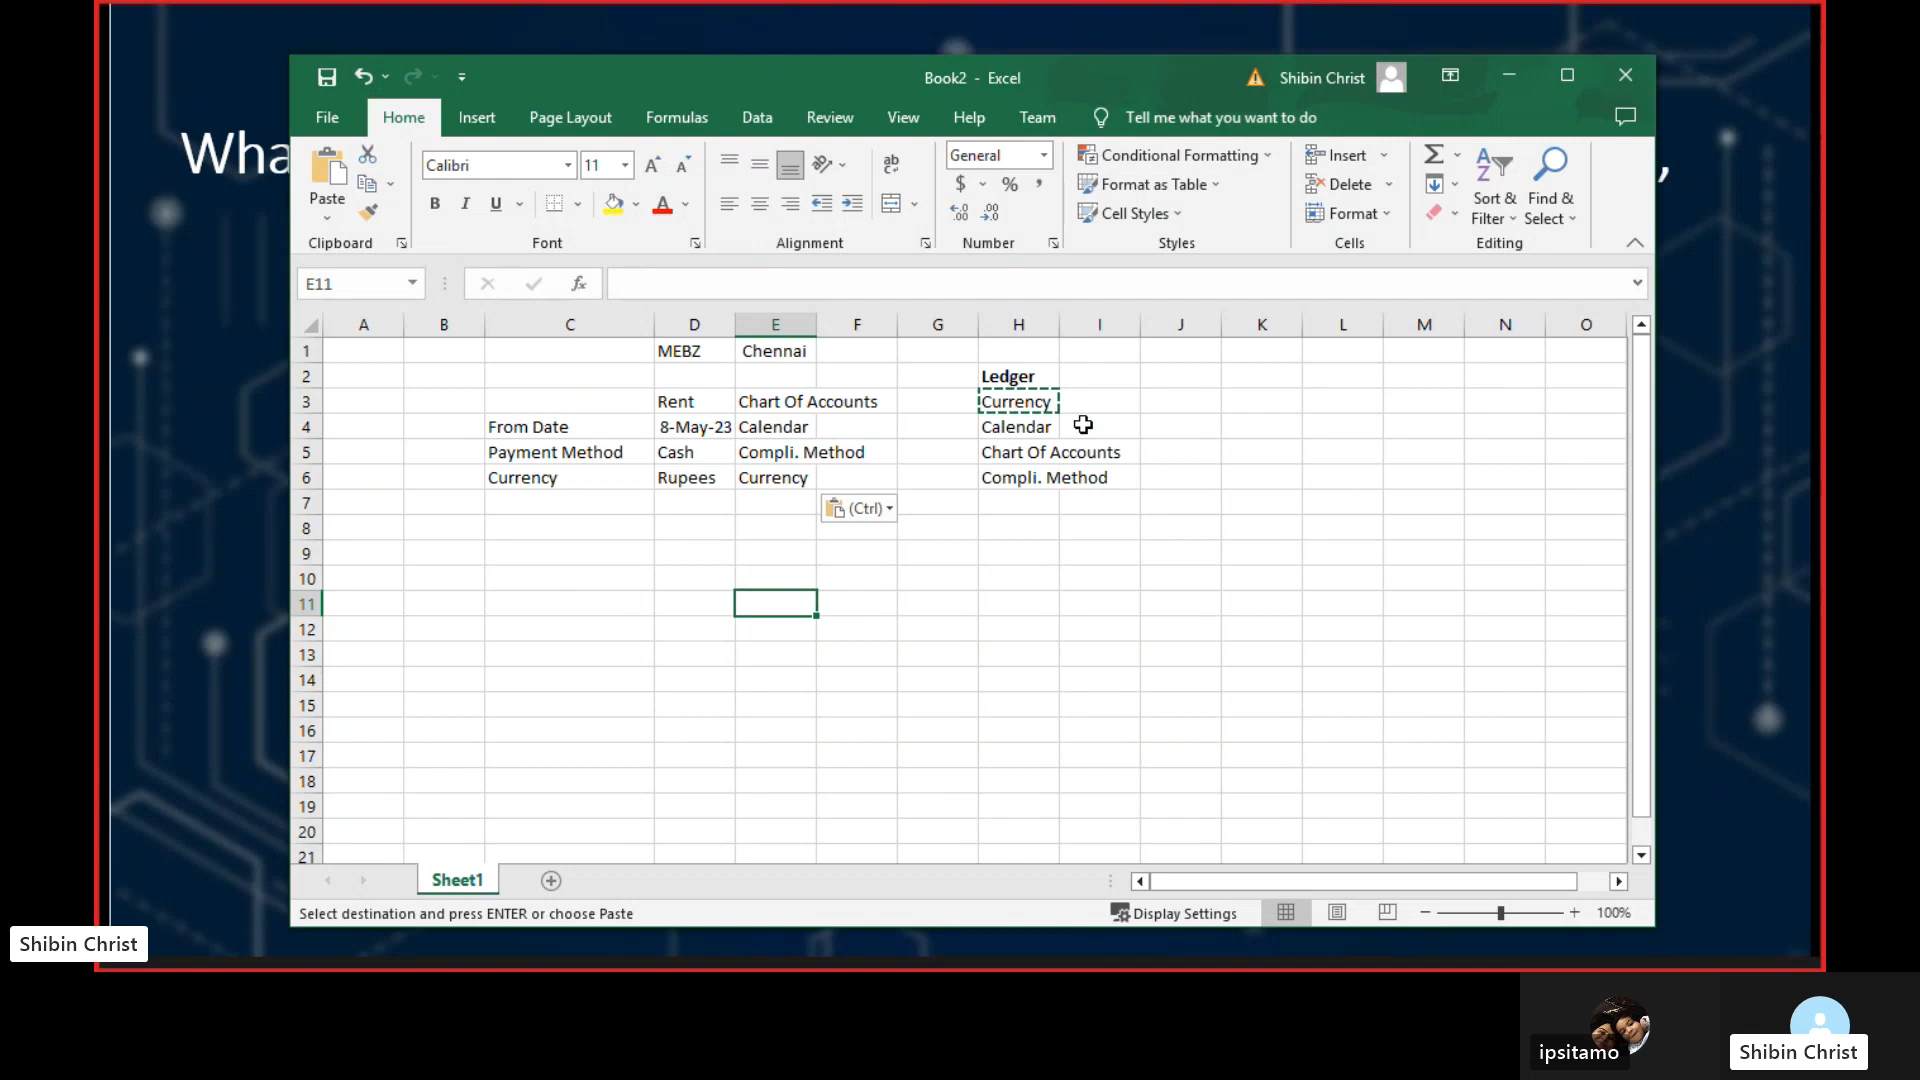 Wha
,
Book2 - Excel
Shibin Christ
File Home Insert Page Layout Formulas Data Review View Help Team Tell me what you want to do
Paste
Calibri 11
General
Conditional Formatting
Format as Table
Cell Styles
Insert
Delete
Format
Sort & Filter
Find & Select
Clipboard Font Alignment Number Styles Cells Editing
E11
fx
A B C D E F G H I J K L M N O
1 MEBZ Chennai
2 Ledger
3 Rent Chart Of Accounts Currency
4 From Date 8-May-23 Calendar Calendar
5 Payment Method Cash Compli. Method Chart Of Accounts
6 Currency Rupees Currency Compli. Method
7 (Ctrl)
8
9
10
11
12
13
14
15
16
17
18
19
20
21
Sheet1
Select destination and press ENTER or choose Paste
Display Settings
100%
Shibin Christ
ipsitamo
Shibin Christ